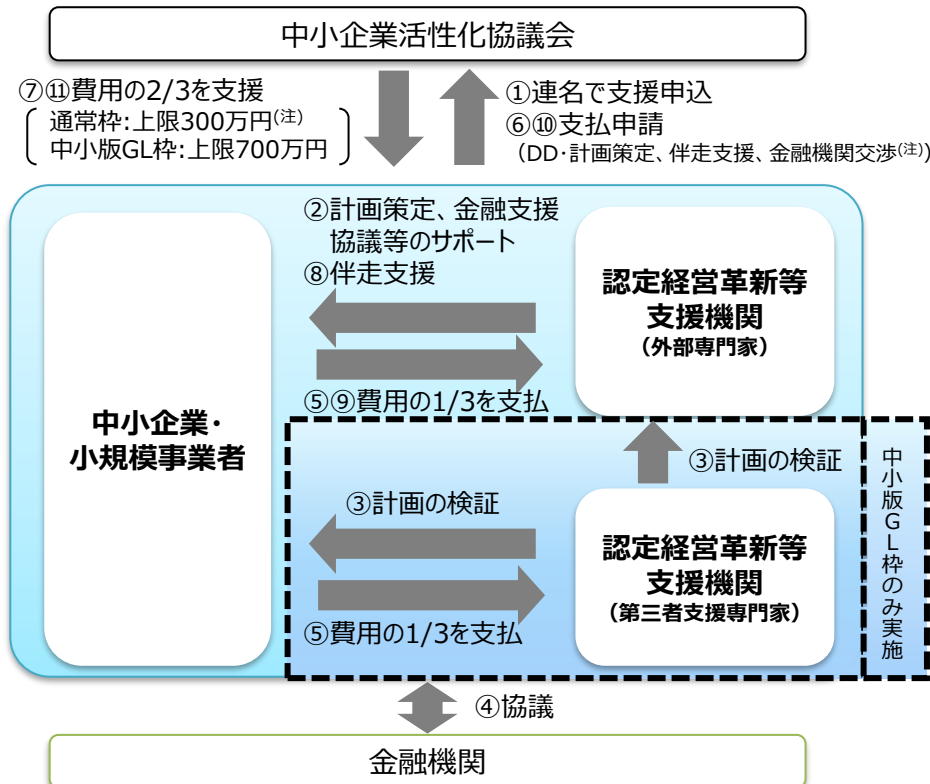 中小企業活性化協議会
⑦⑪費用の2/3を支援
通常枠:上限300万円(注)
中小版GL枠:上限700万円
①連名で支援申込
⑥⑩支払申請
(DD・計画策定、伴走支援、金融機関交渉(注))
②計画策定、金融支援
協議等のサポート
⑧伴走支援
認定経営革新等
支援機関
(外部専門家)
⑤⑨費用の1/3を支払
中小企業・
小規模事業者
③計画の検証
③計画の検証
認定経営革新等
支援機関
(第三者支援専門家)
⑤費用の1/3を支払
中小版GL枠のみ実施
④協議
金融機関